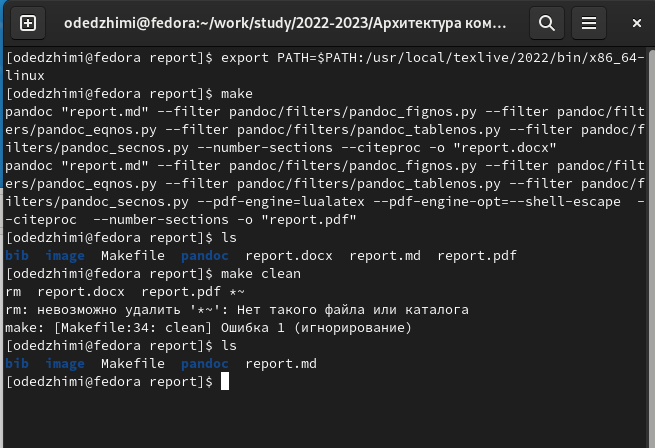 odedzhimi@fedora:~/work/study/2022-2023/Архитектура ком...
[odedzhimi@fedora report]$ export PATH=$PATH:/usr/local/texlive/2022/bin/x86_64-
linux
[odedzhimi@fedora report]$ make
pandoc "report.md" --filter pandoc/filters/pandoc_fignos.py --filter pandoc/filt
ers/pandoc_eqnos.py --filter pandoc/filters/pandoc_tablenos.py --filter pandoc/f
ilters/pandoc_secnos.py --number-sections --citeproc -o "report.docx"
pandoc "report.md" --filter pandoc/filters/pandoc_fignos.py --filter pandoc/filt
ers/pandoc_eqnos.py --filter pandoc/filters/pandoc_tablenos.py --filter pandoc/f
ilters/pandoc_secnos.py --pdf-engine=lualatex --pdf-engine-opt=--shell-escape  -
-citeproc  --number-sections -o "report.pdf"
[odedzhimi@fedora report]$ ls
bib  image  Makefile  pandoc  report.docx  report.md  report.pdf
[odedzhimi@fedora report]$ make clean
rm  report.docx  report.pdf *~
rm: невозможно удалить '*~': Нет такого файла или каталога
make: [Makefile:34: clean] Ошибка 1 (игнорирование)
[odedzhimi@fedora report]$ ls
bib  image  Makefile  pandoc  report.md
[odedzhimi@fedora report]$